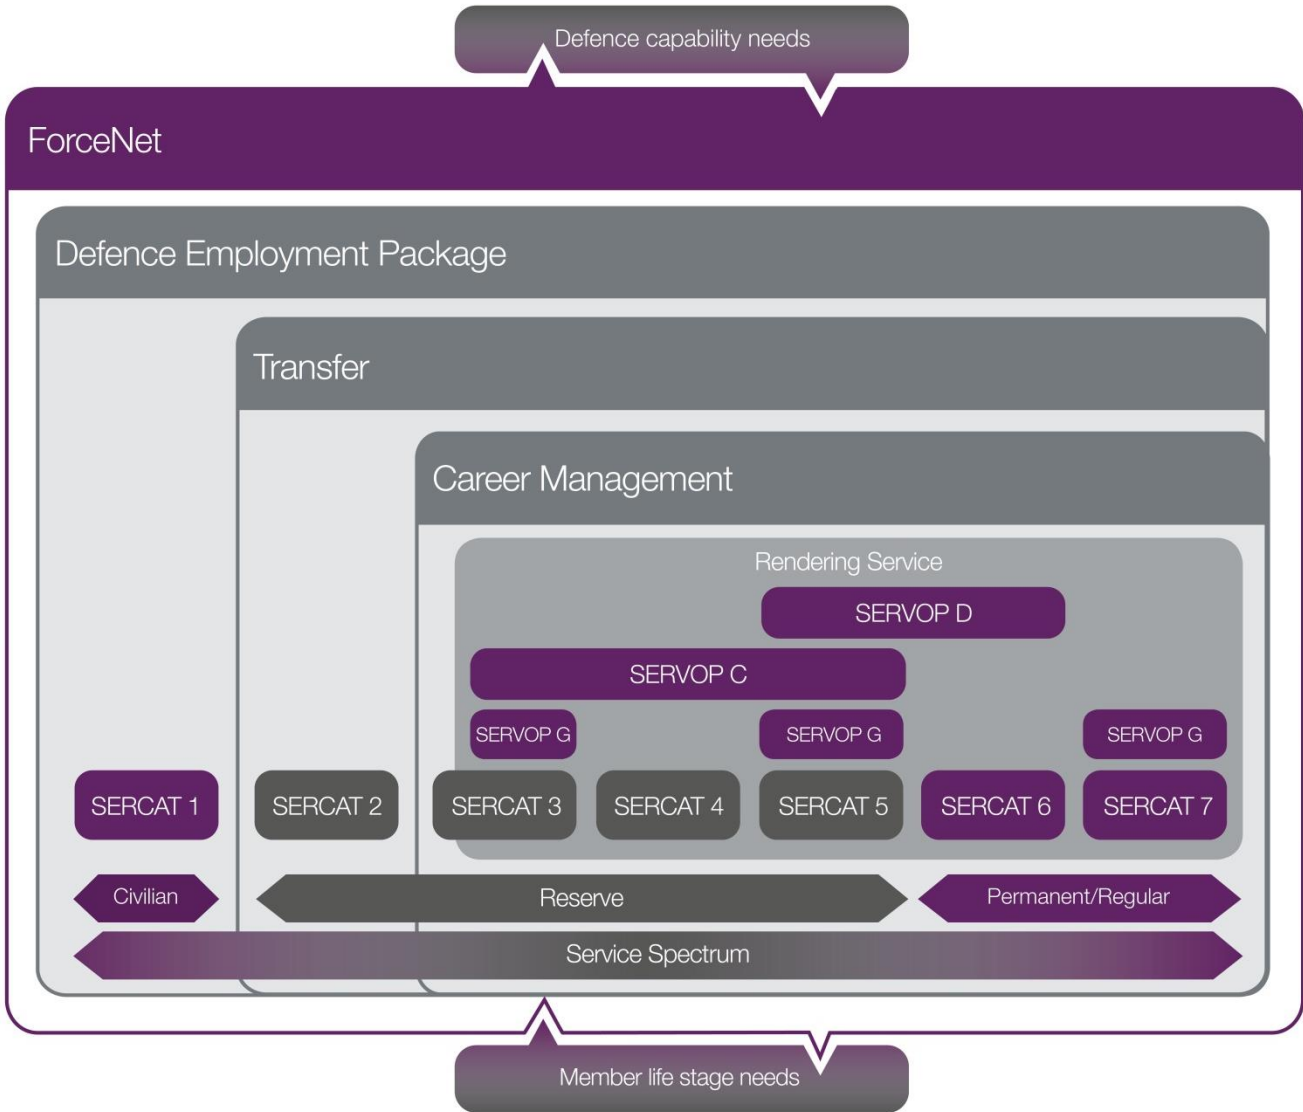 Defence capability needs
ForceNet
Defence Employment Package
Transfer
Career Management
Rendering Service
SERVOP D
SERVOP C
SERVOP G SERVOP G SERVOP G
SERCAT 1 SERCAT 2 SERCAT 3 SERCAT 4 SERCAT 5 SERCAT 6 SERCAT 7
Civilian Reserve Permanent/Regular
Service Spectrum
Member life stage needs